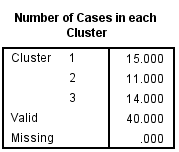 Number of Cases in each
Cluster
Cluster 1 15.000
2 11.000
3 14.000
Valid 40.000
Missing .000